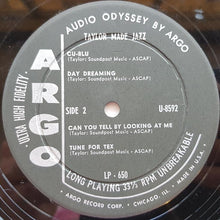 AUDIO ODYSSEY BY ARGO
TAYLOR MADE JAZZ
ULTRA HIGH FIDELITY
ARGO
CU-BLU
(Taylor: Soundpost Music - ASCAP)
DAY DREAMING
(Taylor: Soundpost Music - ASCAP)
SIDE 2
U-8592
CAN YOU TELL BY LOOKING AT ME
(Taylor: Soundpost Music - ASCAP)
TUNE FOR TEX
(Taylor: Soundpost Music - ASCAP)
LP - 650
LONG PLAYING 33⅓ RPM UNBREAKABLE
ARGO RECORD CORP. • CHICAGO, ILL. • MADE IN U.S.A.